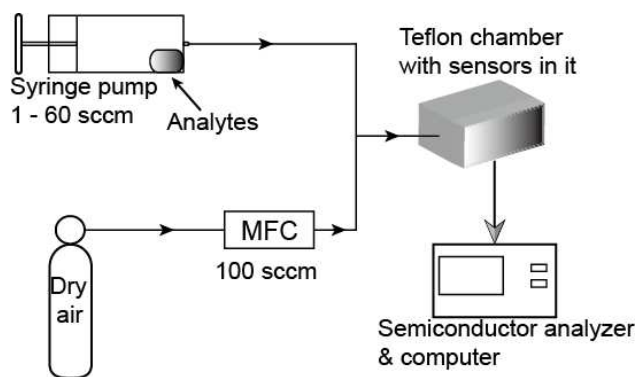 Syringe pump
1 - 60 sccm
Analytes
Teflon chamber
with sensors in it
MFC
100 sccm
Dry
air
Semiconductor analyzer
& computer